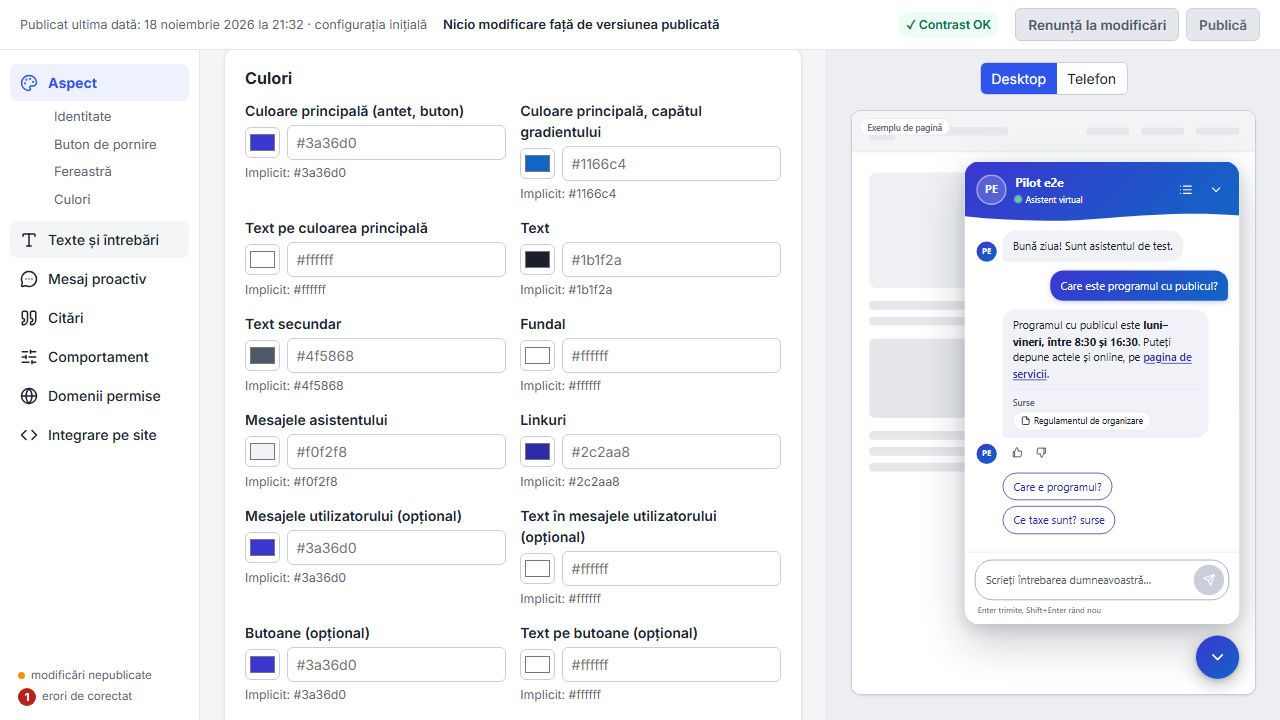 Publicat ultima dată: 18 noiembrie 2026 la 21:32 · configurația inițială
Nicio modificare față de versiunea publicată
✓ Contrast OK
Renunță la modificări
Publică
Aspect
Identitate
Buton de pornire
Fereastră
Culori
Texte și întrebări
Mesaj proactiv
Citări
Comportament
Domenii permise
Integrare pe site
modificări nepublicate
1 erori de corectat
Culori
Culoare principală (antet, buton)
#3a36d0
Implicit: #3a36d0
Culoare principală, capătul
gradientului
#1166c4
Implicit: #1166c4
Text pe culoarea principală
#ffffff
Implicit: #ffffff
Text
#1b1f2a
Implicit: #1b1f2a
Text secundar
#4f5868
Implicit: #4f5868
Fundal
#ffffff
Implicit: #ffffff
Mesajele asistentului
#f0f2f8
Implicit: #f0f2f8
Linkuri
#2c2aa8
Implicit: #2c2aa8
Mesajele utilizatorului (opțional)
#3a36d0
Implicit: #3a36d0
Text în mesajele utilizatorului
(opțional)
#ffffff
Implicit: #ffffff
Butoane (opțional)
#3a36d0
Implicit: #3a36d0
Text pe butoane (opțional)
#ffffff
Implicit: #ffffff
Desktop
Telefon
Exemplu de pagină
PE
Pilot e2e
Asistent virtual
PE
Bună ziua! Sunt asistentul de test.
Care este programul cu publicul?
Programul cu publicul este luni–
vineri, între 8:30 și 16:30. Puteți
depune actele și online, pe pagina de
servicii.
Surse
Regulamentul de organizare
PE
Care e programul?
Ce taxe sunt? surse
Scrieți întrebarea dumneavoastră...
Enter trimite, Shift+Enter rând nou